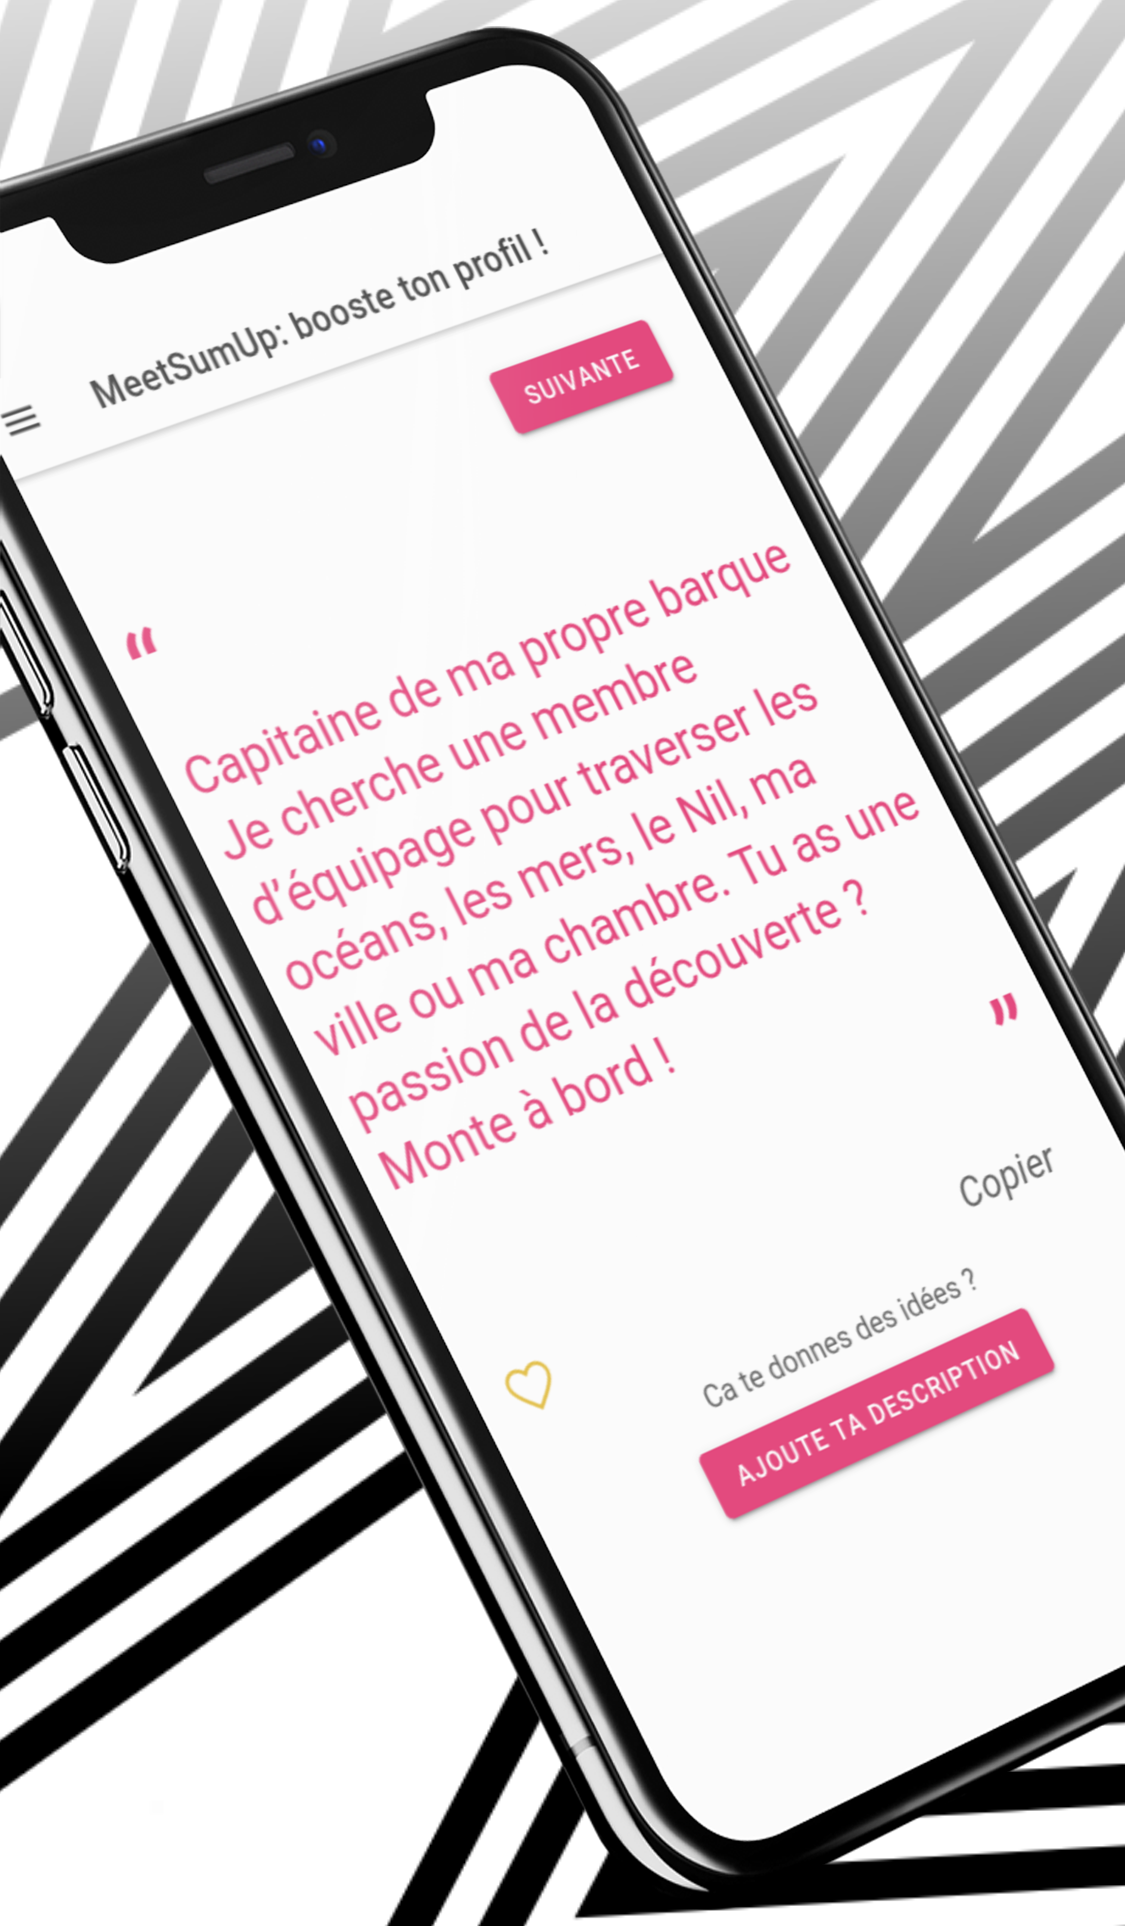 MeetSumUp: booste ton profil !
SUIVANTE
“
Capitaine de ma propre barque
Je cherche une membre
d'équipage pour traverser les
océans, les mers, le Nil, ma
ville ou ma chambre. Tu as une
passion de la découverte ?
Monte à bord !
”
Copier
Ca te donnes des idées ?
AJOUTE TA DESCRIPTION